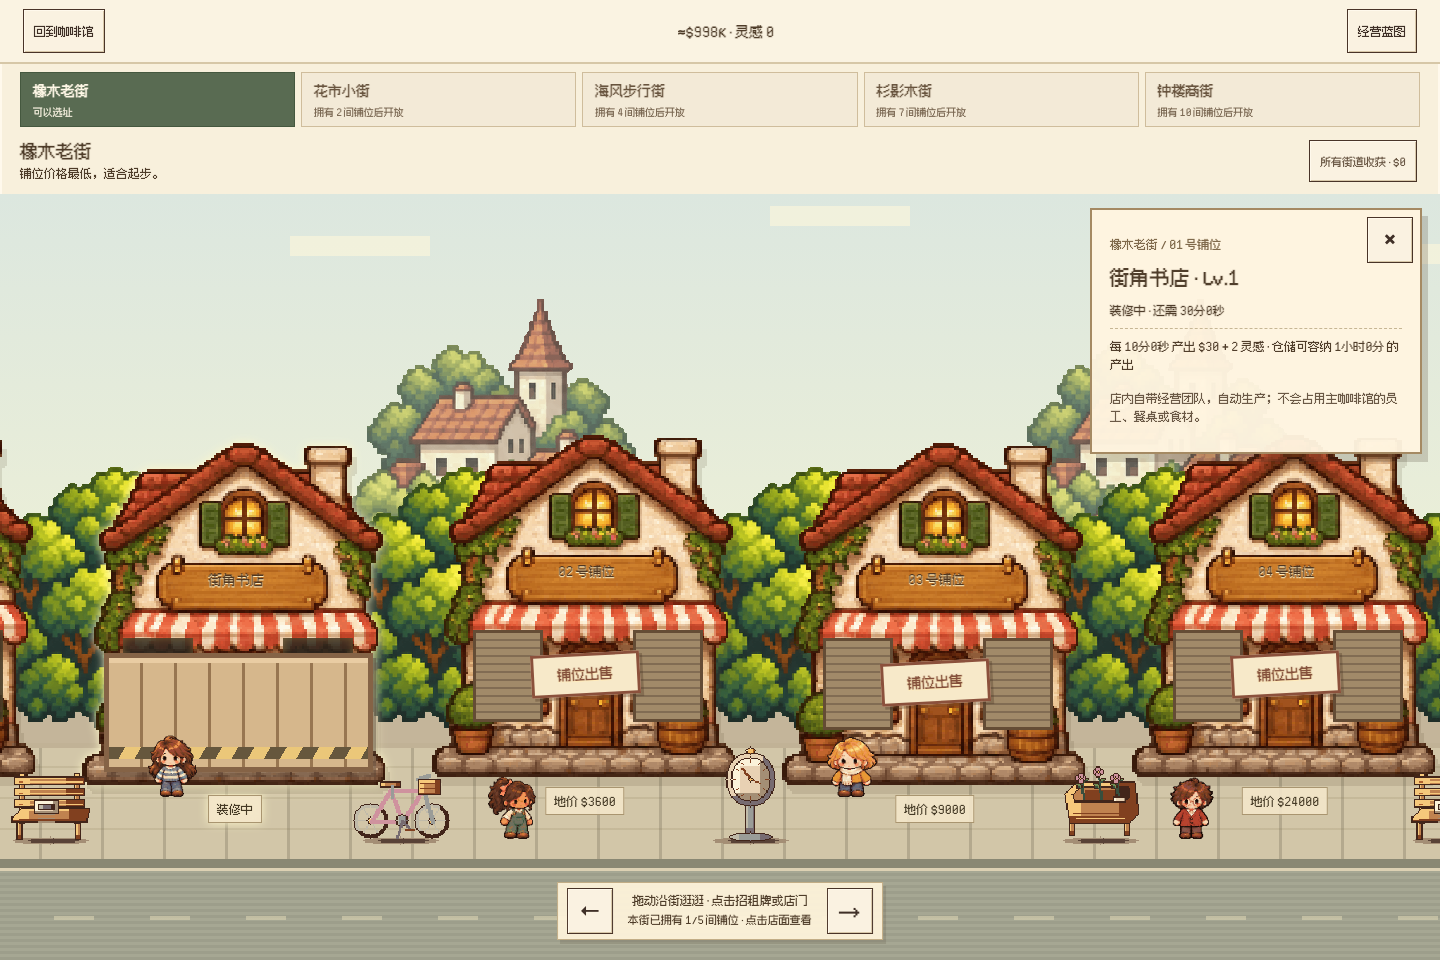 回到咖啡馆
≈$998K · 灵感 0
经营蓝图
橡木老街
可以选址
花市小街
拥有 2 间铺位后开放
海风步行街
拥有 4 间铺位后开放
杉影木街
拥有 7 间铺位后开放
钟楼商街
拥有 10 间铺位后开放
橡木老街
铺位价格最低，适合起步。
所有街道收获 · $0
橡木老街 / 01 号铺位
×
街角书店 · Lv.1
装修中 · 还需 30分0秒
每 10分0秒 产出 $30 + 2 灵感 · 仓储可容纳 1小时0分 的
产出
店内自带经营团队，自动生产；不会占用主咖啡馆的员
工、餐桌或食材。
街角书店
02 号铺位
03 号铺位
04 号铺位
铺位出售
铺位出售
铺位出售
装修中
地价 $3600
地价 $9000
地价 $24000
←
拖动沿街逛逛 · 点击招租牌或店门
本街已拥有 1/5 间铺位 · 点击店面查看
→